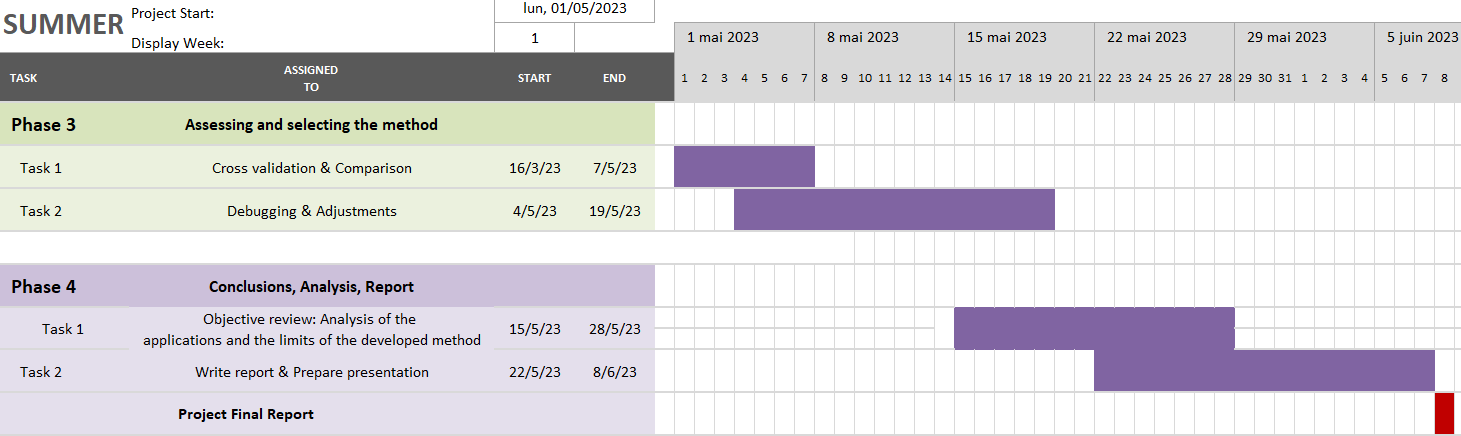 SUMMER
Project Start: lun, 01/05/2023
Display Week: 1
1 mai 2023 8 mai 2023 15 mai 2023 22 mai 2023 29 mai 2023 5 juin 2023
TASK ASSIGNED TO START END 1 2 3 4 5 6 7 8 9 10 11 12 13 14 15 16 17 18 19 20 21 22 23 24 25 26 27 28 29 30 31 1 2 3 4 5 6 7 8
Phase 3 Assessing and selecting the method
Task 1 Cross validation & Comparison 16/3/23 7/5/23
Task 2 Debugging & Adjustments 4/5/23 19/5/23
Phase 4 Conclusions, Analysis, Report
Task 1 Objective review: Analysis of the
applications and the limits of the developed method 15/5/23 28/5/23
Task 2 Write report & Prepare presentation 22/5/23 8/6/23
Project Final Report